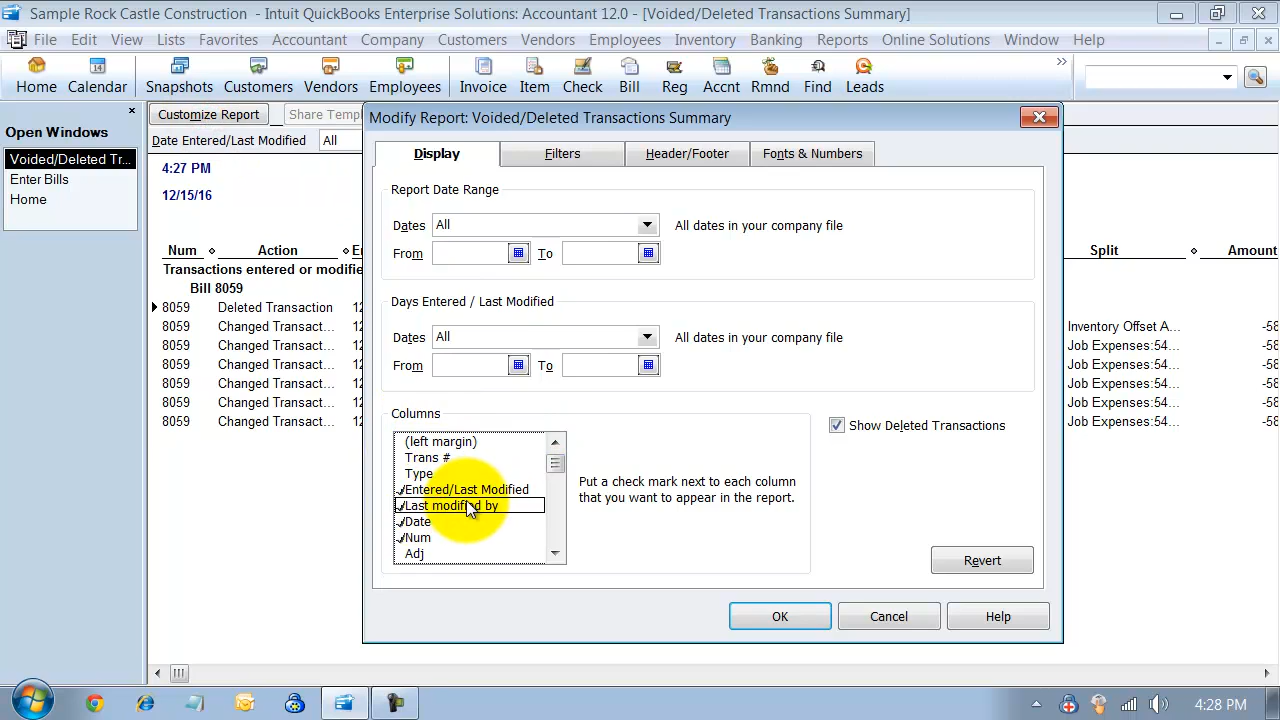 Sample Rock Castle Construction - Intuit QuickBooks Enterprise Solutions: Accountant 12.0 - [Voided/Deleted Transactions Summary]
File Edit View Lists Favorites Accountant Company Customers Vendors Employees Inventory Banking Reports Online Solutions Window Help
Home Calendar Snapshots Customers Vendors Employees Invoice Item Check Bill Reg Accnt Rmnd Find Leads
Open Windows
Voided/Deleted Tr...
Enter Bills
Home
Customize Report Share Templ
Date Entered/Last Modified All
4:27 PM
12/15/16
Num Action Split Amount
Transactions entered or modifie
Bill 8059
8059 Deleted Transaction 12
8059 Changed Transact... 12 Inventory Offset A... -58
8059 Changed Transact... 12 Job Expenses:54... -58
8059 Changed Transact... 12 Job Expenses:54... -58
8059 Changed Transact... 12 Job Expenses:54... -58
8059 Changed Transact... 12 Job Expenses:54... -58
8059 Changed Transact... 12 Job Expenses:54... -58
Modify Report: Voided/Deleted Transactions Summary
Display Filters Header/Footer Fonts & Numbers
Report Date Range
Dates All All dates in your company file
From To
Days Entered / Last Modified
Dates All All dates in your company file
From To
Columns
(left margin)
Trans #
Type
Entered/Last Modified
Last modified by
Date
Num
Adj
Put a check mark next to each column
that you want to appear in the report.
Show Deleted Transactions
Revert
OK Cancel Help
4:28 PM